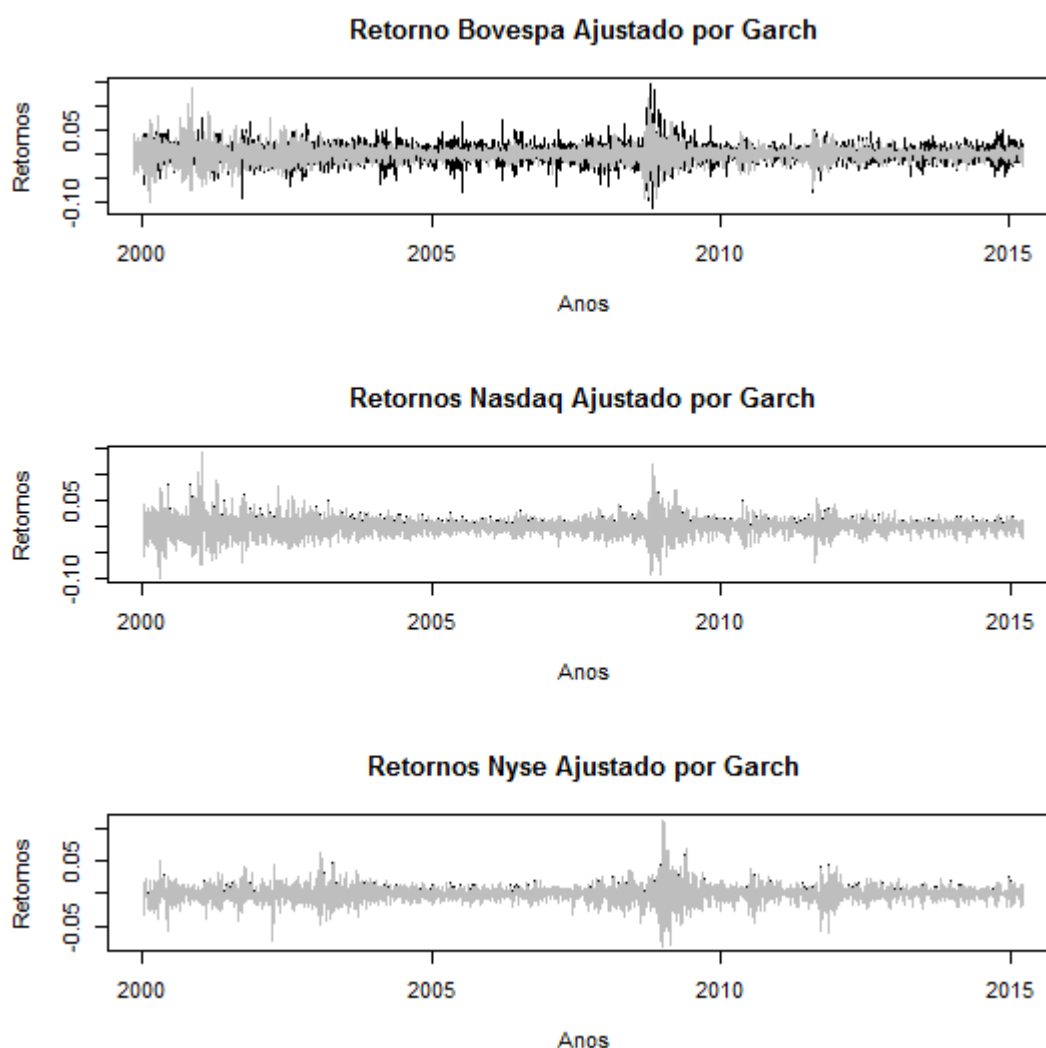 Retorno Bovespa Ajustado por Garch
Retornos
0.05
-0.10
2000 2005 2010 2015
Anos
Retornos Nasdaq Ajustado por Garch
Retornos
0.05
-0.10
2000 2005 2010 2015
Anos
Retornos Nyse Ajustado por Garch
Retornos
0.05
-0.05
2000 2005 2010 2015
Anos